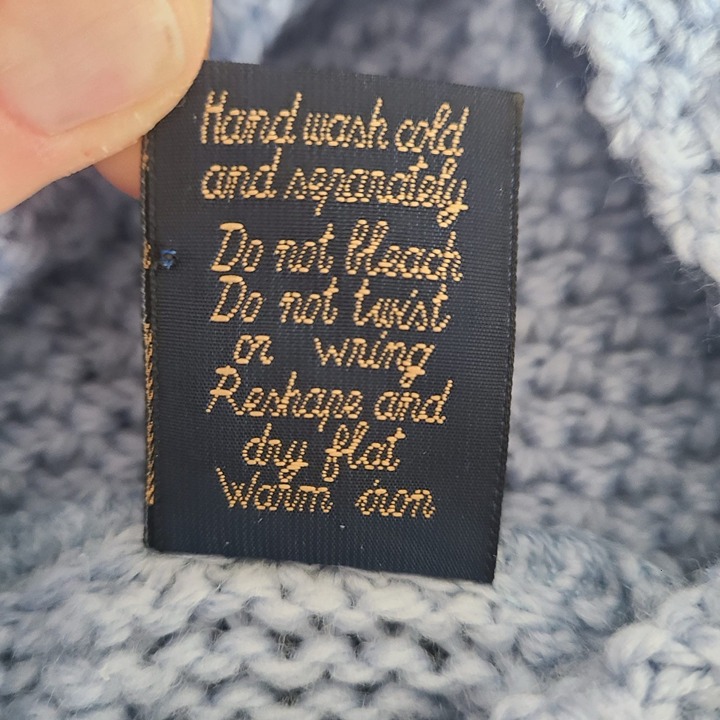 Hand wash cold
and separately
Do not bleach
Do not twist
or wring
Reshape and
dry flat
Warm iron